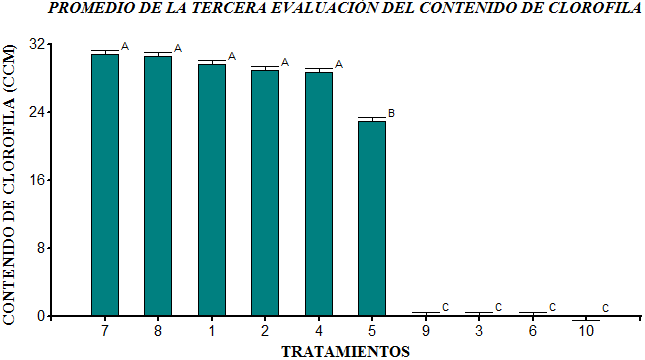 PROMEDIO DE LA TERCERA EVALUACIÓN DEL CONTENIDO DE CLOROFILA
CONTENIDO DE CLOROFILA (CCM)
32
24
16
8
0
A
A
A
A
A
B
C
C
C
C
7 8 1 2 4 5 9 3 6 10
TRATAMIENTOS